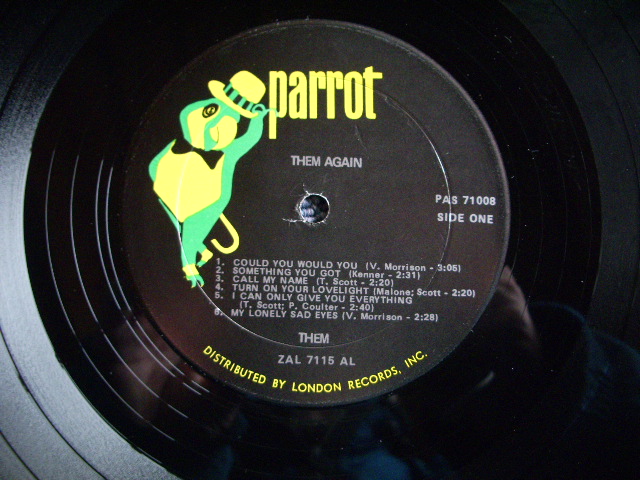 parrot
THEM AGAIN
PAS 71008
SIDE ONE
1. COULD YOU WOULD YOU (V. Morrison - 3:05)
2. SOMETHING YOU GOT (Kenner - 2:31)
3. CALL MY NAME (T. Scott - 2:20)
4. TURN ON YOUR LOVELIGHT (Malone; Scott - 2:20)
5. I CAN ONLY GIVE YOU EVERYTHING
(T. Scott; P. Coulter - 2:40)
6. MY LONELY SAD EYES (V. Morrison - 2:28)
THEM
ZAL 7115 AL
DISTRIBUTED BY LONDON RECORDS, INC.